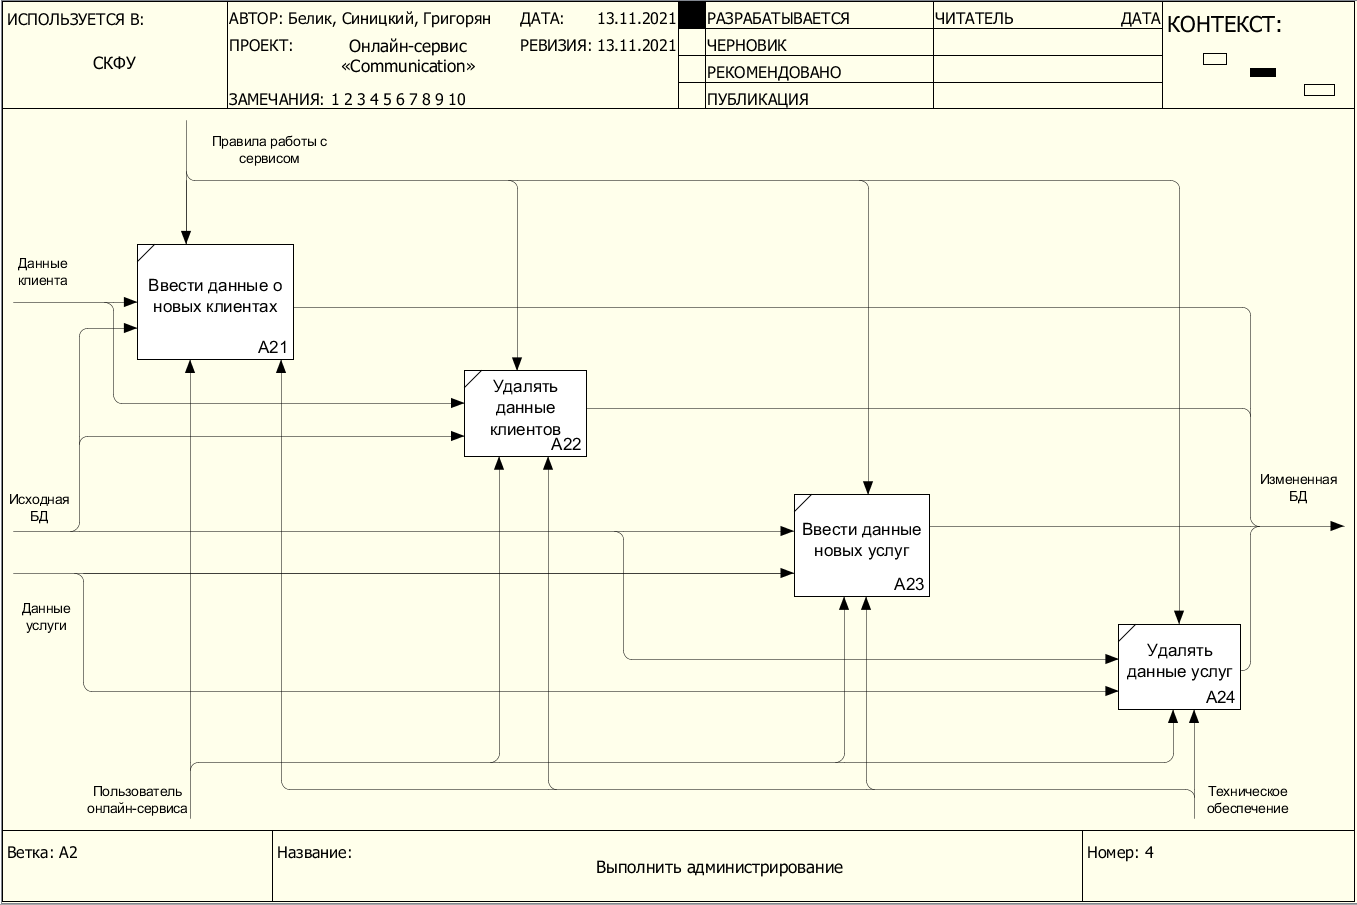 ИСПОЛЬЗУЕТСЯ В:
СКФУ
АВТОР: Белик, Синицкий, Григорян
ДАТА: 13.11.2021
ПРОЕКТ: Онлайн-сервис
«Communication»
РЕВИЗИЯ: 13.11.2021
ЗАМЕЧАНИЯ: 1 2 3 4 5 6 7 8 9 10
РАЗРАБАТЫВАЕТСЯ
ЧЕРНОВИК
РЕКОМЕНДОВАНО
ПУБЛИКАЦИЯ
ЧИТАТЕЛЬ
ДАТА
КОНТЕКСТ:
Правила работы с
сервисом
Данные
клиента
Ввести данные о
новых клиентах
A21
Удалять
данные
клиентов
A22
Исходная
БД
Измененная
БД
Ввести данные
новых услуг
A23
Данные
услуги
Удалять
данные услуг
A24
Пользователь
онлайн-сервиса
Техническое
обеспечение
Ветка: A2
Название:
Выполнить администрирование
Номер: 4